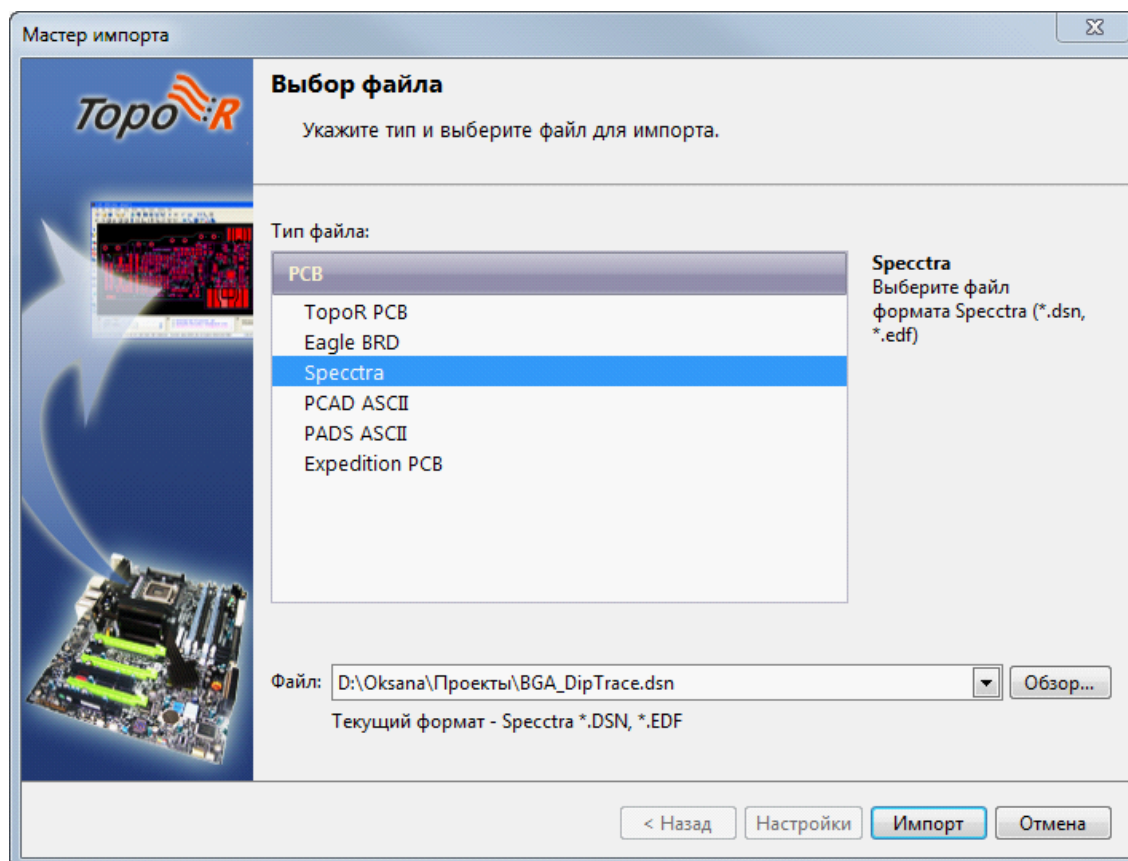 Мастер импорта
TopoR
Выбор файла
Укажите тип и выберите файл для импорта.
Тип файла:
PCB
TopoR PCB
Eagle BRD
Specctra
PCAD ASCII
PADS ASCII
Expedition PCB
Specctra
Выберите файл
формата Specctra (*.dsn,
*.edf)
Файл: D:\Oksana\Проекты\BGA_DipTrace.dsn Обзор...
Текущий формат - Specctra *.DSN, *.EDF
< Назад Настройки Импорт Отмена